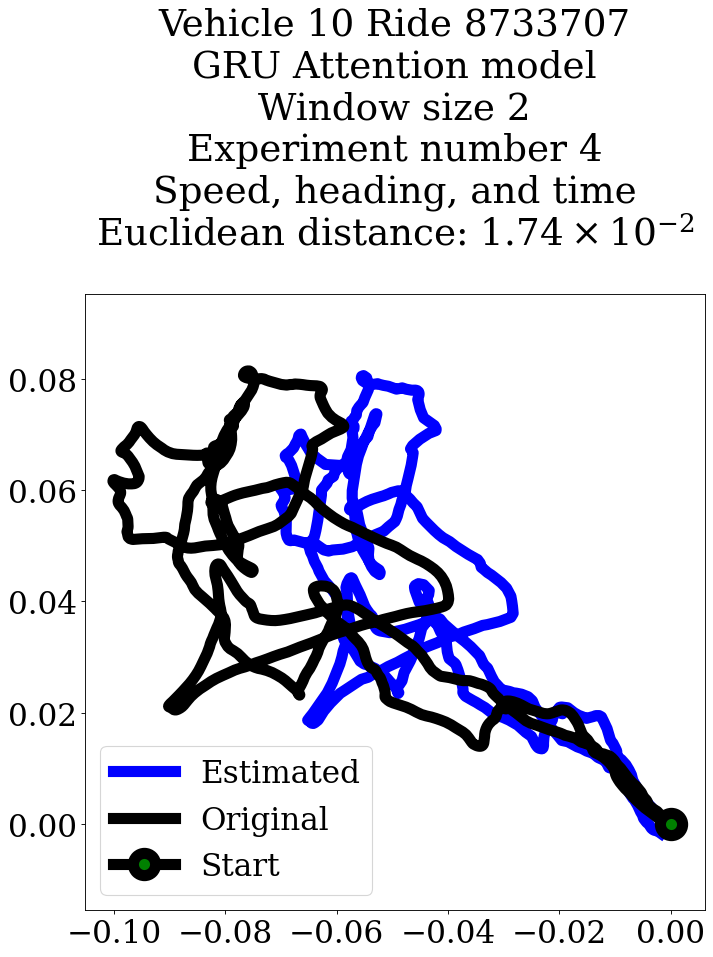 Vehicle 10 Ride 8733707
GRU Attention model
Window size 2
Experiment number 4
Speed, heading, and time
Euclidean distance: 1.74 × 10⁻²
0.08
0.06
0.04
0.02
0.00
Estimated
Original
Start
−0.10 −0.08 −0.06 −0.04 −0.02 0.00